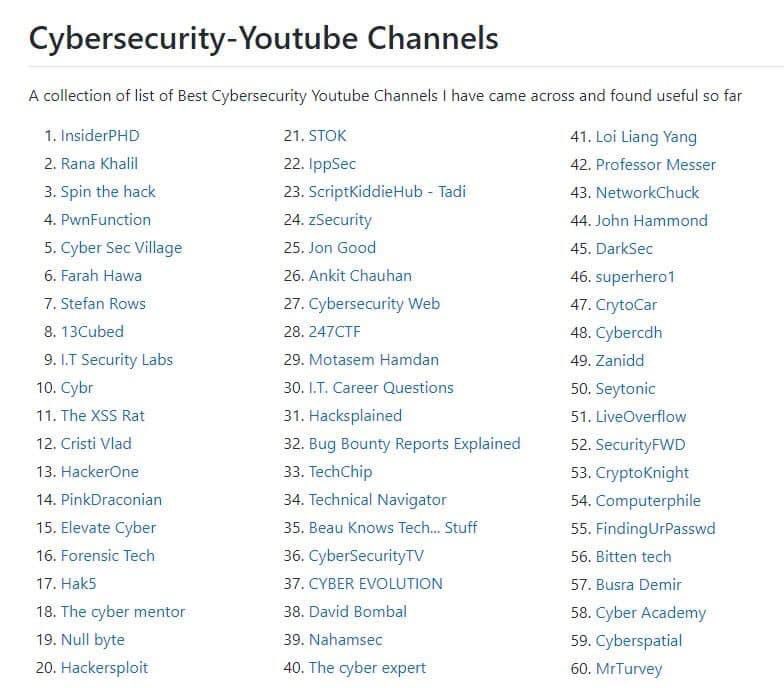 Cybersecurity-Youtube Channels
A collection of list of Best Cybersecurity Youtube Channels I have came across and found useful so far
1. InsiderPHD
2. Rana Khalil
3. Spin the hack
4. PwnFunction
5. Cyber Sec Village
6. Farah Hawa
7. Stefan Rows
8. 13Cubed
9. I.T Security Labs
10. Cybr
11. The XSS Rat
12. Cristi Vlad
13. HackerOne
14. PinkDraconian
15. Elevate Cyber
16. Forensic Tech
17. Hak5
18. The cyber mentor
19. Null byte
20. Hackersploit
21. STOK
22. IppSec
23. ScriptKiddieHub - Tadi
24. zSecurity
25. Jon Good
26. Ankit Chauhan
27. Cybersecurity Web
28. 247CTF
29. Motasem Hamdan
30. I.T. Career Questions
31. Hacksplained
32. Bug Bounty Reports Explained
33. TechChip
34. Technical Navigator
35. Beau Knows Tech... Stuff
36. CyberSecurityTV
37. CYBER EVOLUTION
38. David Bombal
39. Nahamsec
40. The cyber expert
41. Loi Liang Yang
42. Professor Messer
43. NetworkChuck
44. John Hammond
45. DarkSec
46. superhero1
47. CrytoCar
48. Cybercdh
49. Zanidd
50. Seytonic
51. LiveOverflow
52. SecurityFWD
53. CryptoKnight
54. Computerphile
55. FindingUrPasswd
56. Bitten tech
57. Busra Demir
58. Cyber Academy
59. Cyberspatial
60. MrTurvey